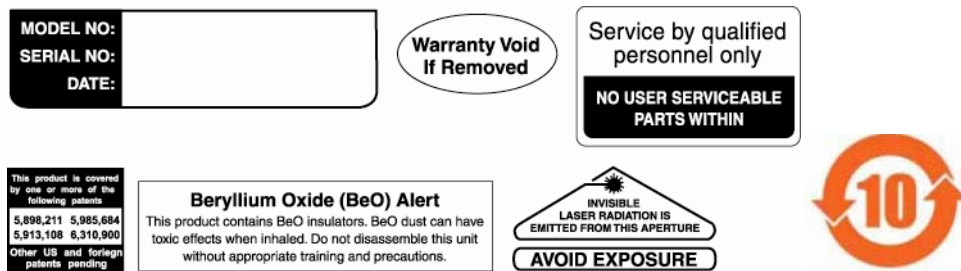 MODEL NO:
SERIAL NO:
DATE:
Warranty Void
If Removed
Service by qualified
personnel only
NO USER SERVICEABLE
PARTS WITHIN
This product is covered
by one or more of the
following patents
5,898,211 5,985,684
5,913,108 6,310,900
Other US and foriegn
patents pending
Beryllium Oxide (BeO) Alert
This product contains BeO insulators. BeO dust can have
toxic effects when inhaled. Do not disassemble this unit
without appropriate training and precautions.
INVISIBLE
LASER RADIATION IS
EMITTED FROM THIS APERTURE
AVOID EXPOSURE
10